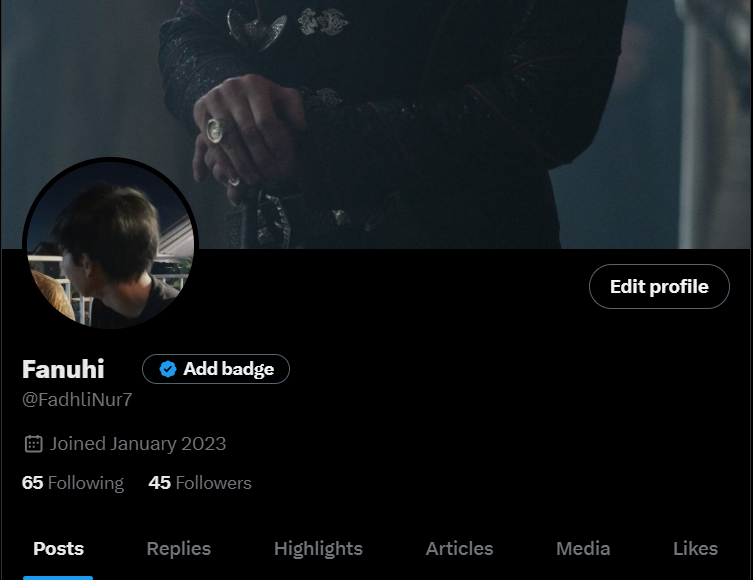 Edit profile
Fanuhi Add badge
@FadhliNur7
Joined January 2023
65 Following 45 Followers
Posts Replies Highlights Articles Media Likes